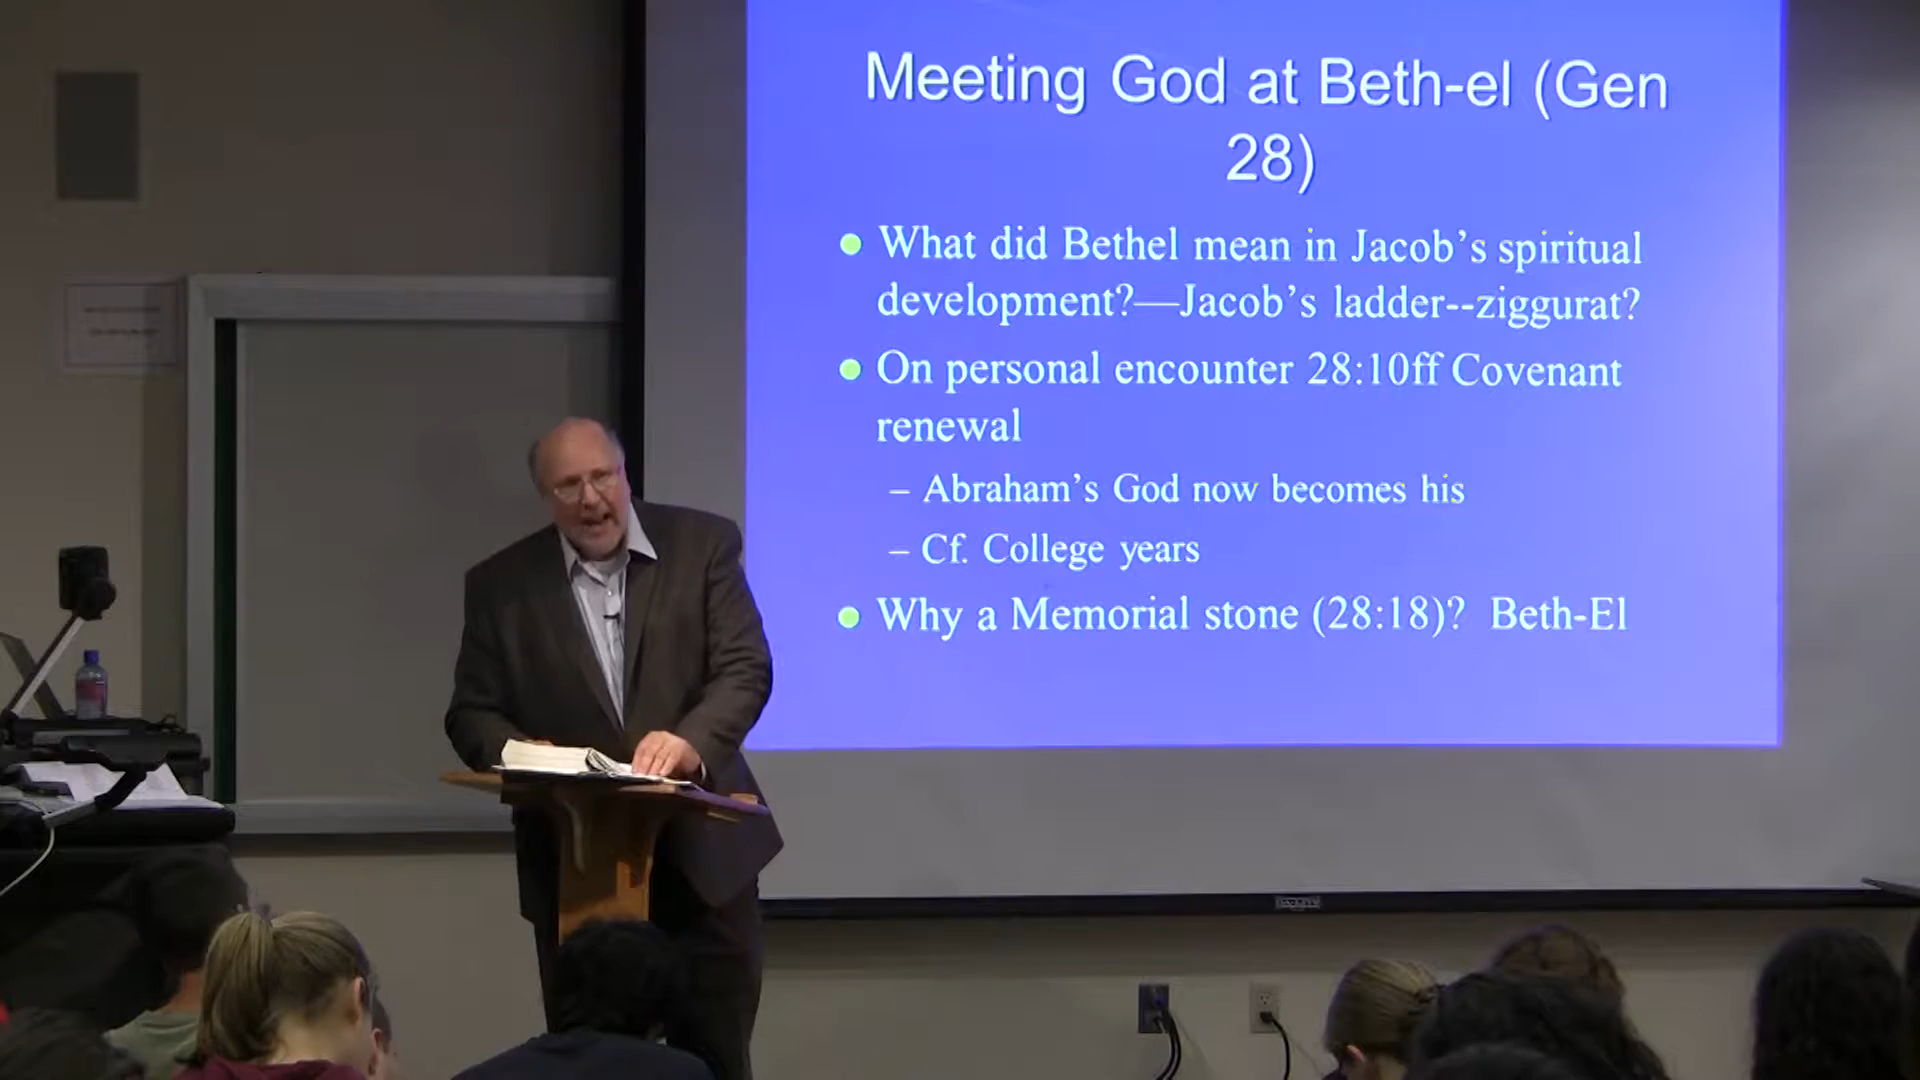 Meeting God at Beth-el (Gen
28)
What did Bethel mean in Jacob's spiritual
development?—Jacob's ladder--ziggurat?
On personal encounter 28:10ff Covenant
renewal
– Abraham's God now becomes his
– Cf. College years
Why a Memorial stone (28:18)? Beth-El